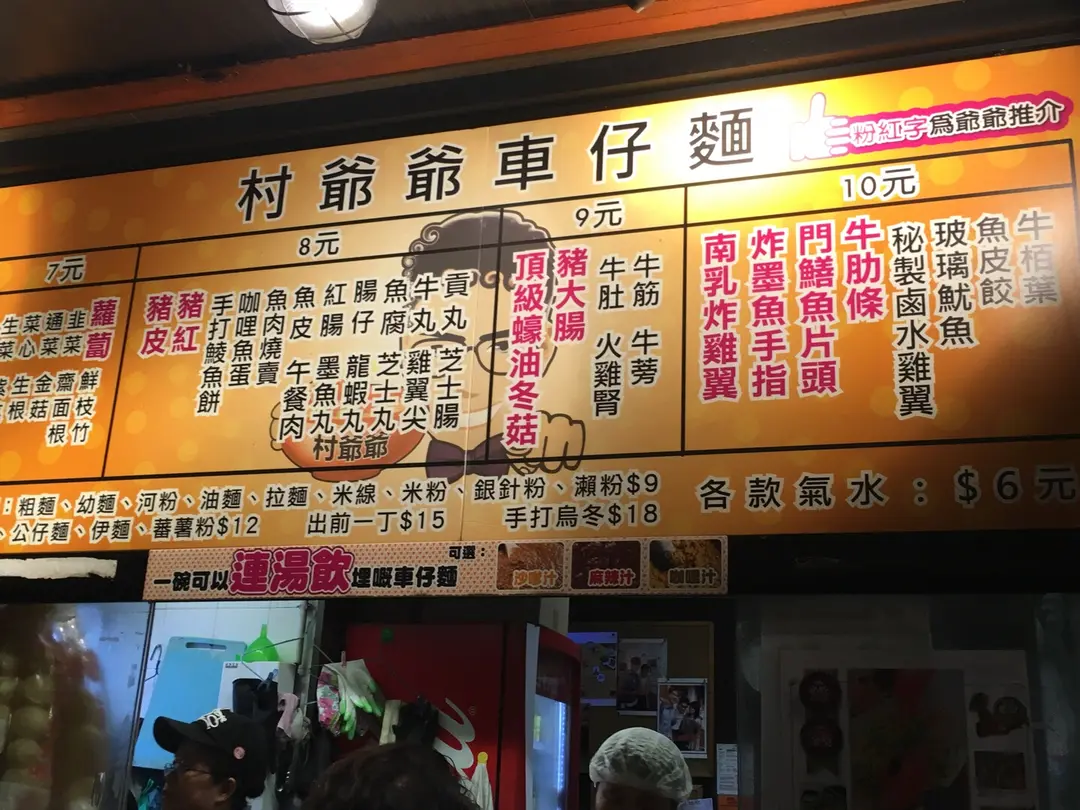 村爺爺車仔麵
粉紅字為爺爺推介
7元
蘿蔔
韭菜
通菜
菜心
生菜
鮮枝竹
齋面根
金菇
生根
8元
豬紅
豬皮
貢丸
牛丸
魚腐
腸仔
紅腸
魚皮
魚肉燒賣
咖哩魚蛋
手打鯪魚餅
芝士腸
雞翼尖
芝士丸
龍蝦丸
墨魚丸
午餐肉
村爺爺
9元
豬大腸
頂級蠔油冬菇
牛筋
牛肚
牛蒡
火雞腎
10元
牛肋條
門鱔魚片頭
炸墨魚手指
南乳炸雞翼
牛栢葉
魚皮餃
玻璃魷魚
秘製鹵水雞翼
：粗麵、幼麵、河粉、油麵、拉麵、米線、米粉、銀針粉、瀨粉$9
、公仔麵、伊麵、蕃薯粉$12 出前一丁$15 手打烏冬$18
各款氣水：$6元
一碗可以連湯飲埋嘅車仔麵
可選：
沙嗲汁
麻辣汁
咖喱汁